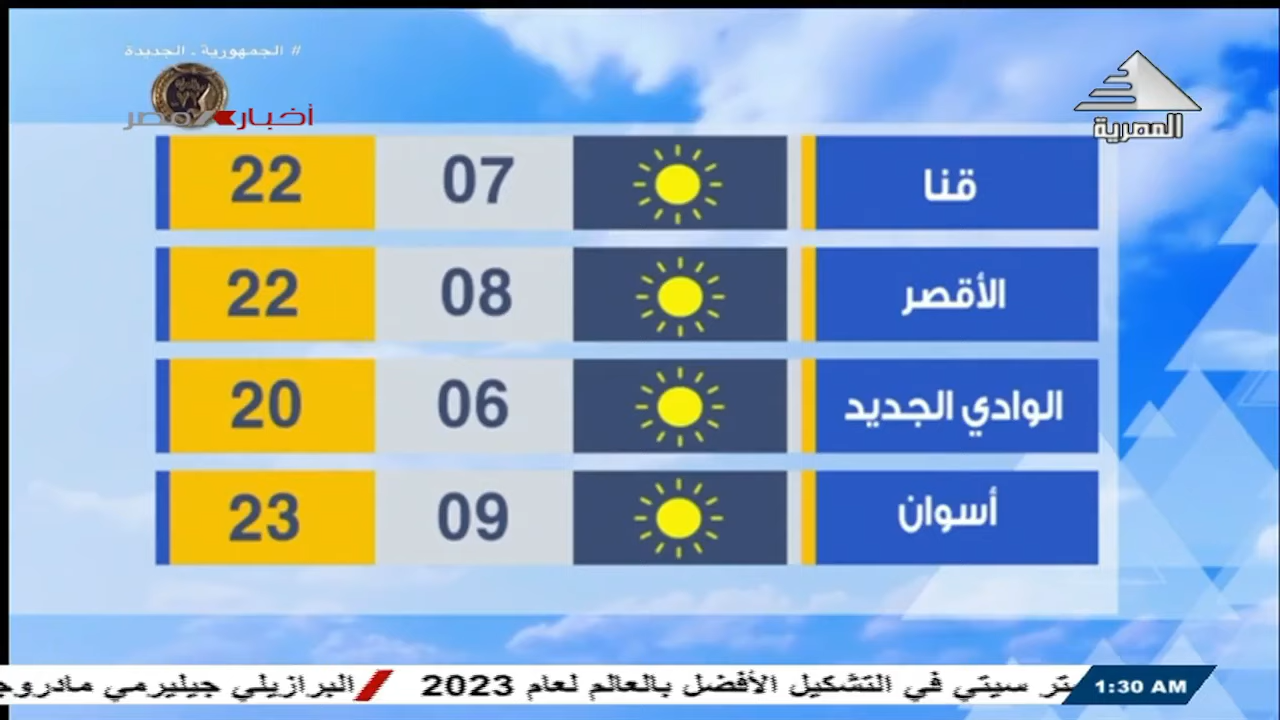 # الجمهورية . الجديدة
أخبار مصر
المصرية
قنا 07 22
الأقصر 08 22
الوادي الجديد 06 20
أسوان 09 23
1:30 AM
سيتي في التشكيل الأفضل بالعالم لعام 2023
البرازيلي جيليرمي